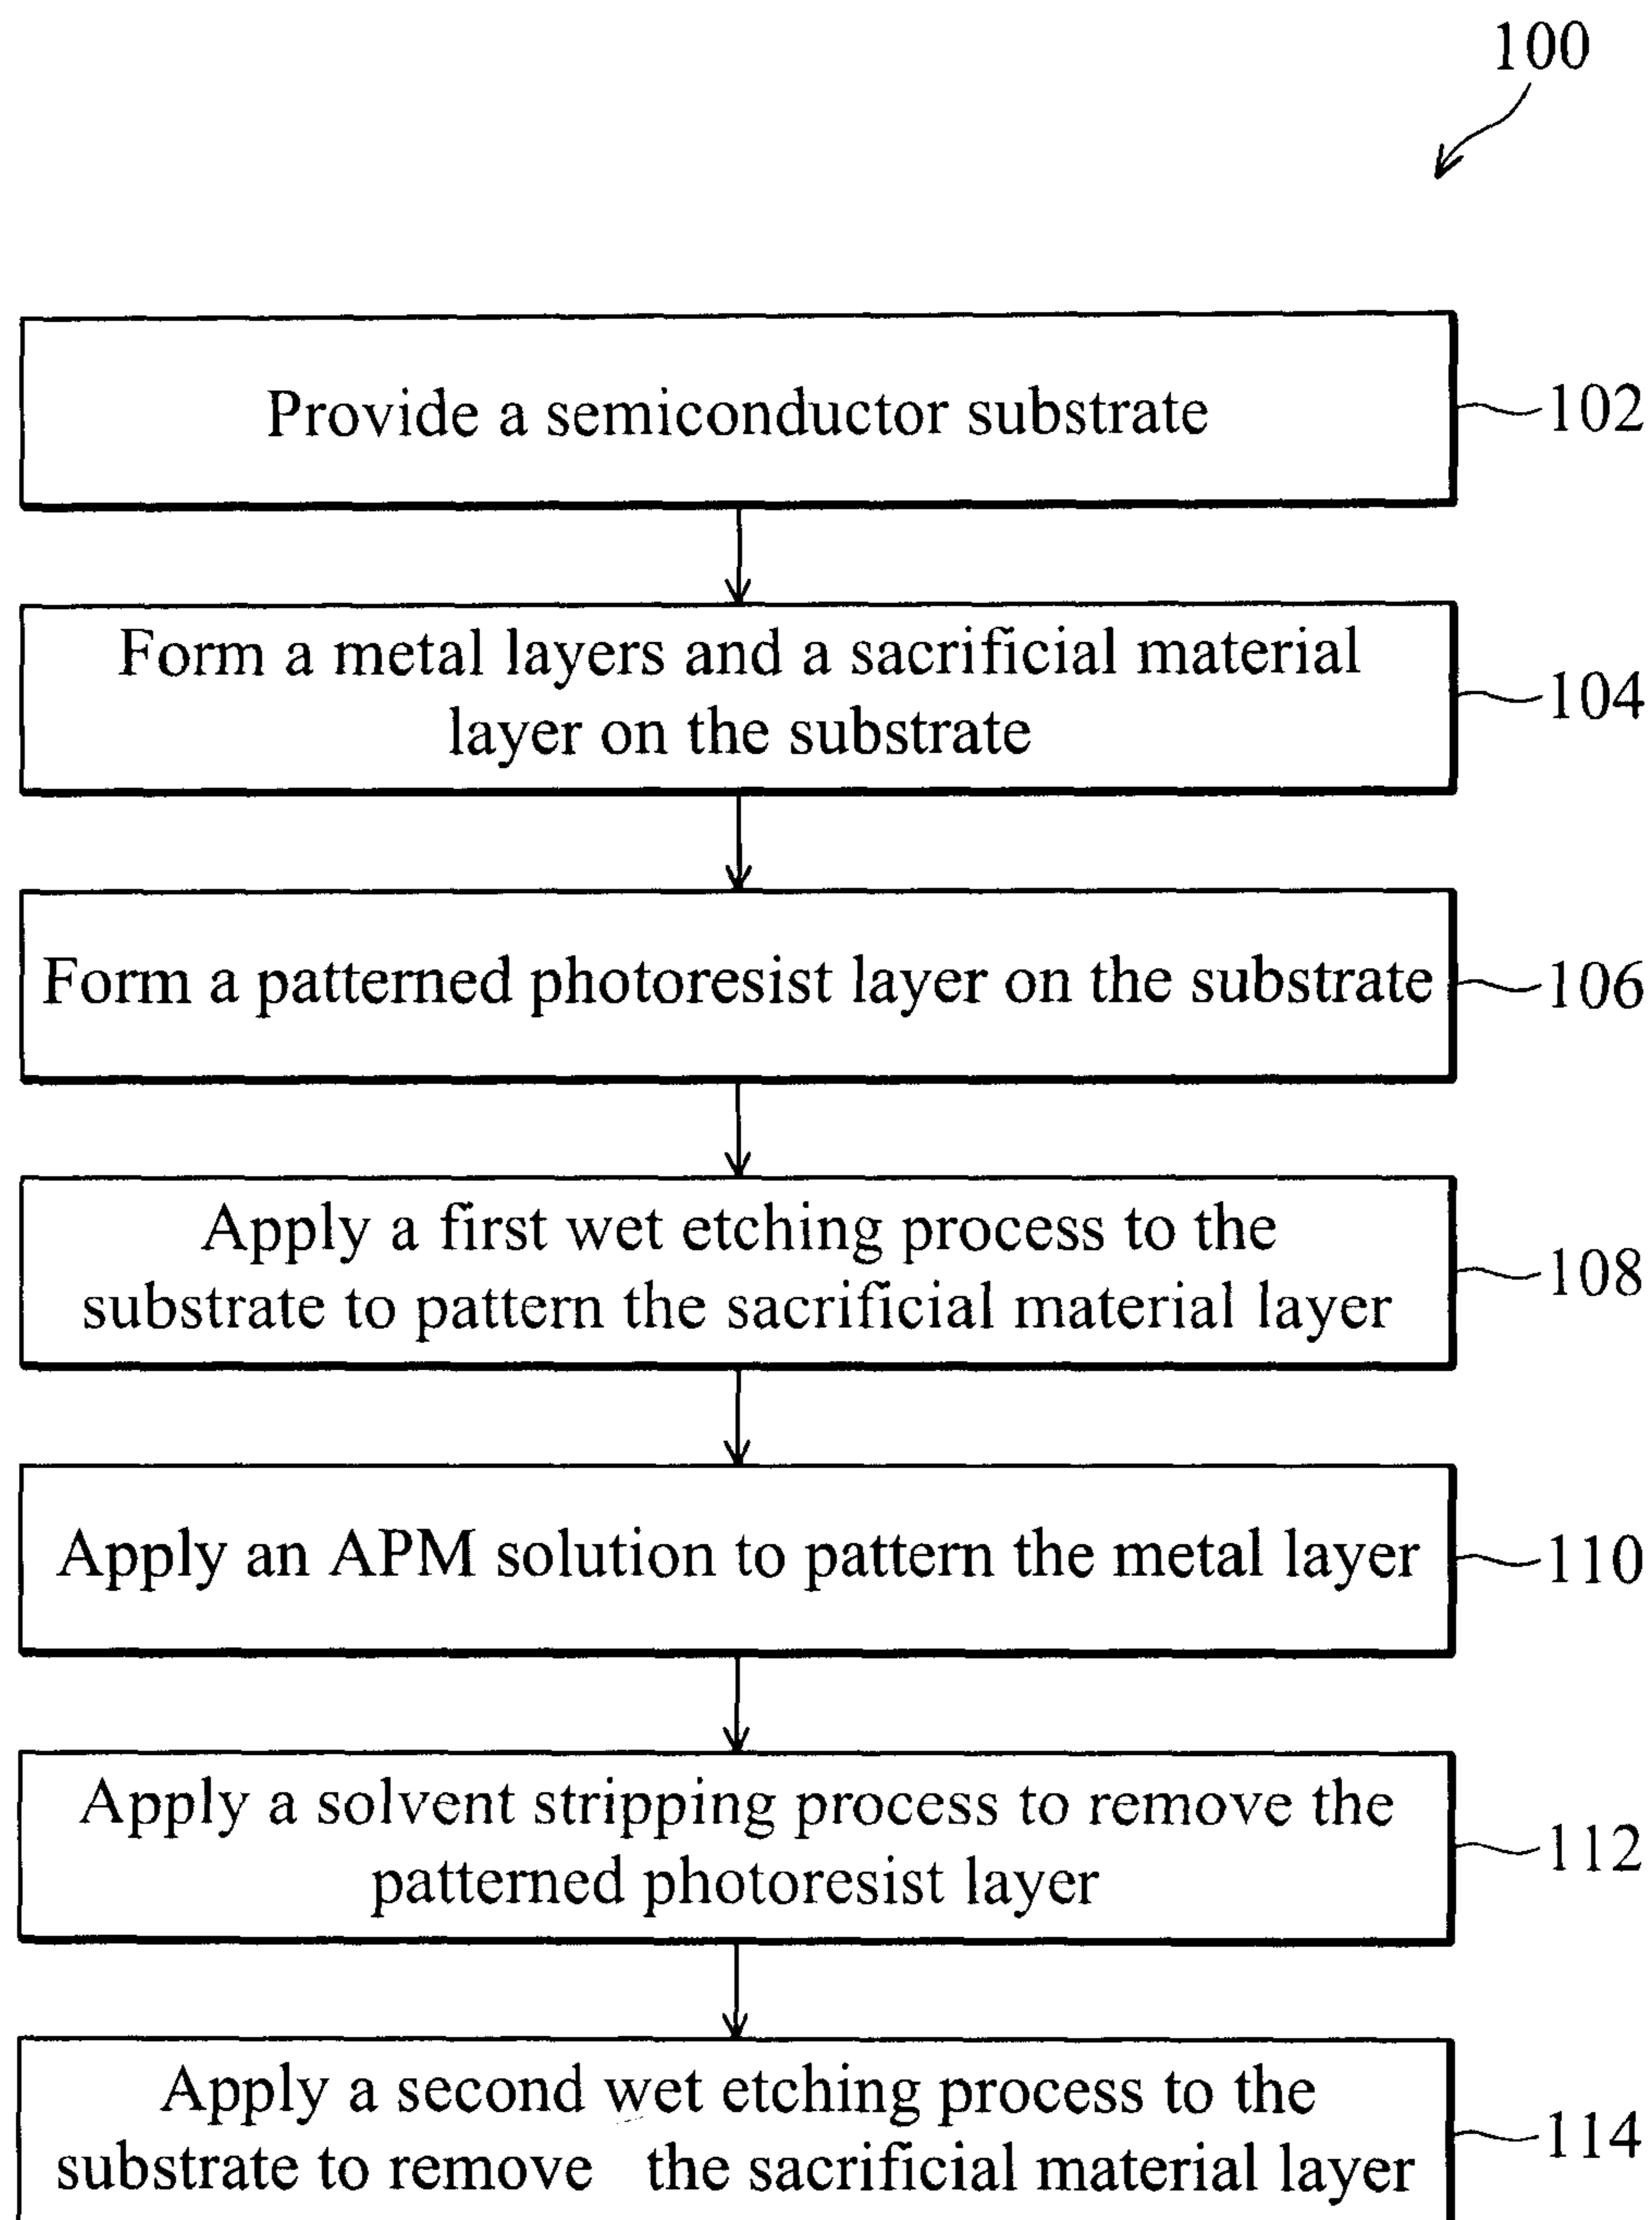 100
Provide a semiconductor substrate
102
Form a metal layers and a sacrificial material
layer on the substrate
104
Form a patterned photoresist layer on the substrate
106
Apply a first wet etching process to the
substrate to pattern the sacrificial material layer
108
Apply an APM solution to pattern the metal layer
110
Apply a solvent stripping process to remove the
patterned photoresist layer
112
Apply a second wet etching process to the
substrate to remove the sacrificial material layer
114